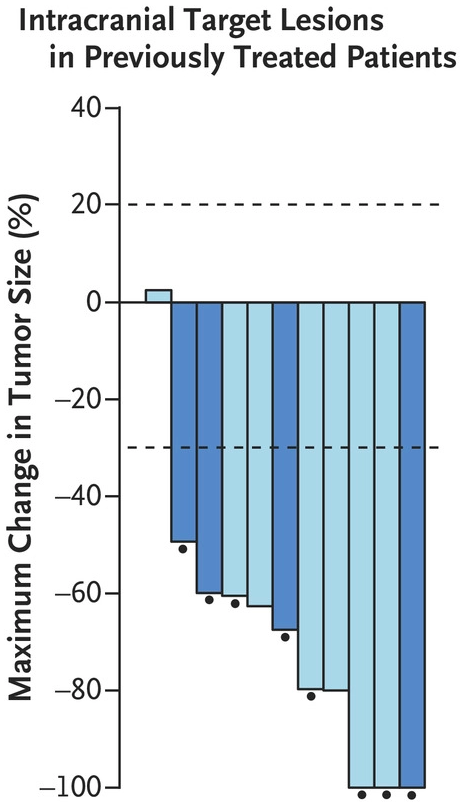 Intracranial Target Lesions
in Previously Treated Patients
Maximum Change in Tumor Size (%)
40
20
0
−20
−40
−60
−80
−100